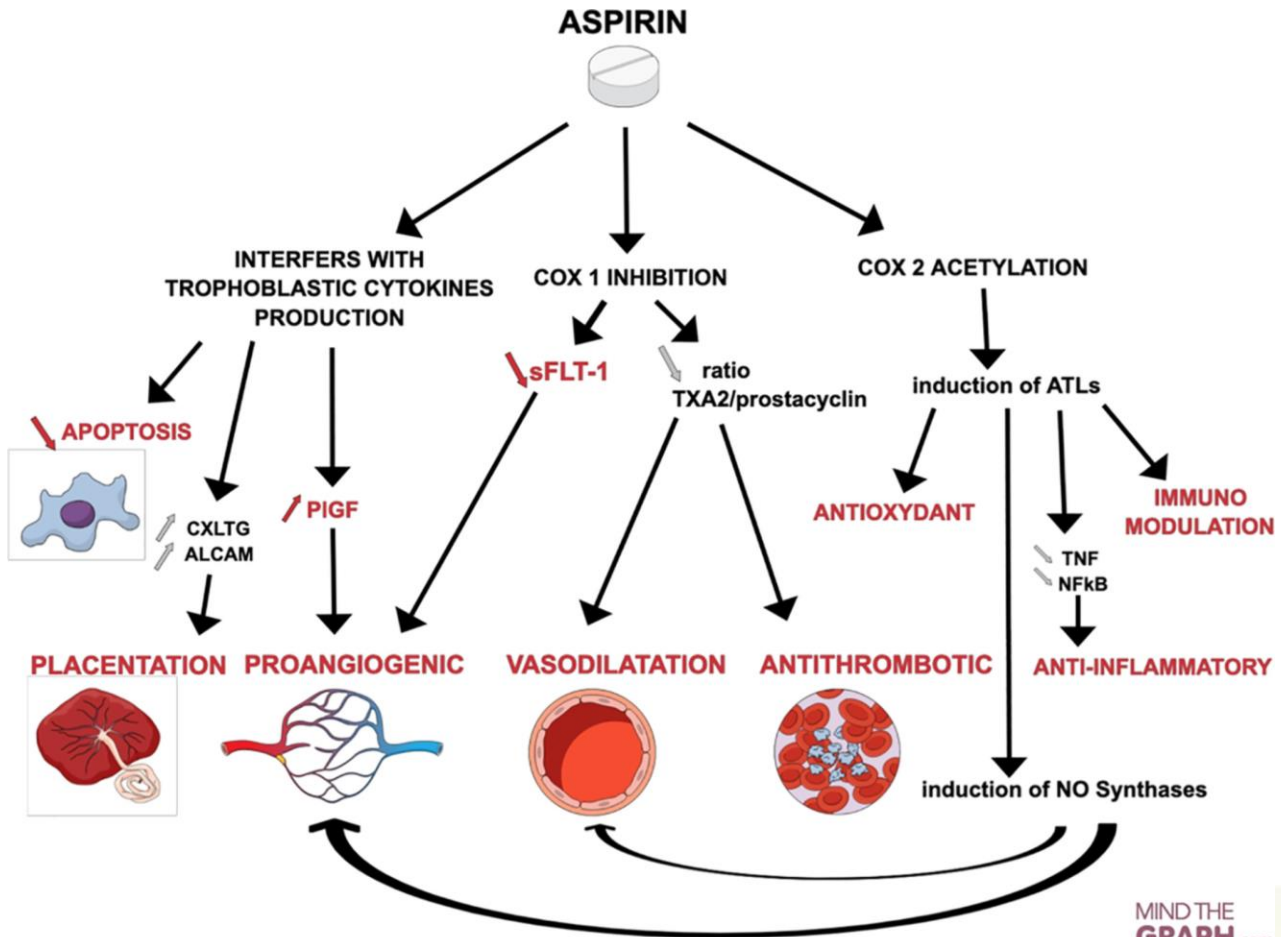 ASPIRIN
INTERFERS WITH
TROPHOBLASTIC CYTOKINES
PRODUCTION
COX 1 INHIBITION
COX 2 ACETYLATION
sFLT-1
ratio
TXA2/prostacyclin
induction of ATLs
APOPTOSIS
CXLTG
ALCAM
PIGF
ANTIOXYDANT
IMMUNO
MODULATION
TNF
NFkB
PLACENTATION
PROANGIOGENIC
VASODILATATION
ANTITHROMBOTIC
ANTI-INFLAMMATORY
induction of NO Synthases
MIND THE
GRAPH